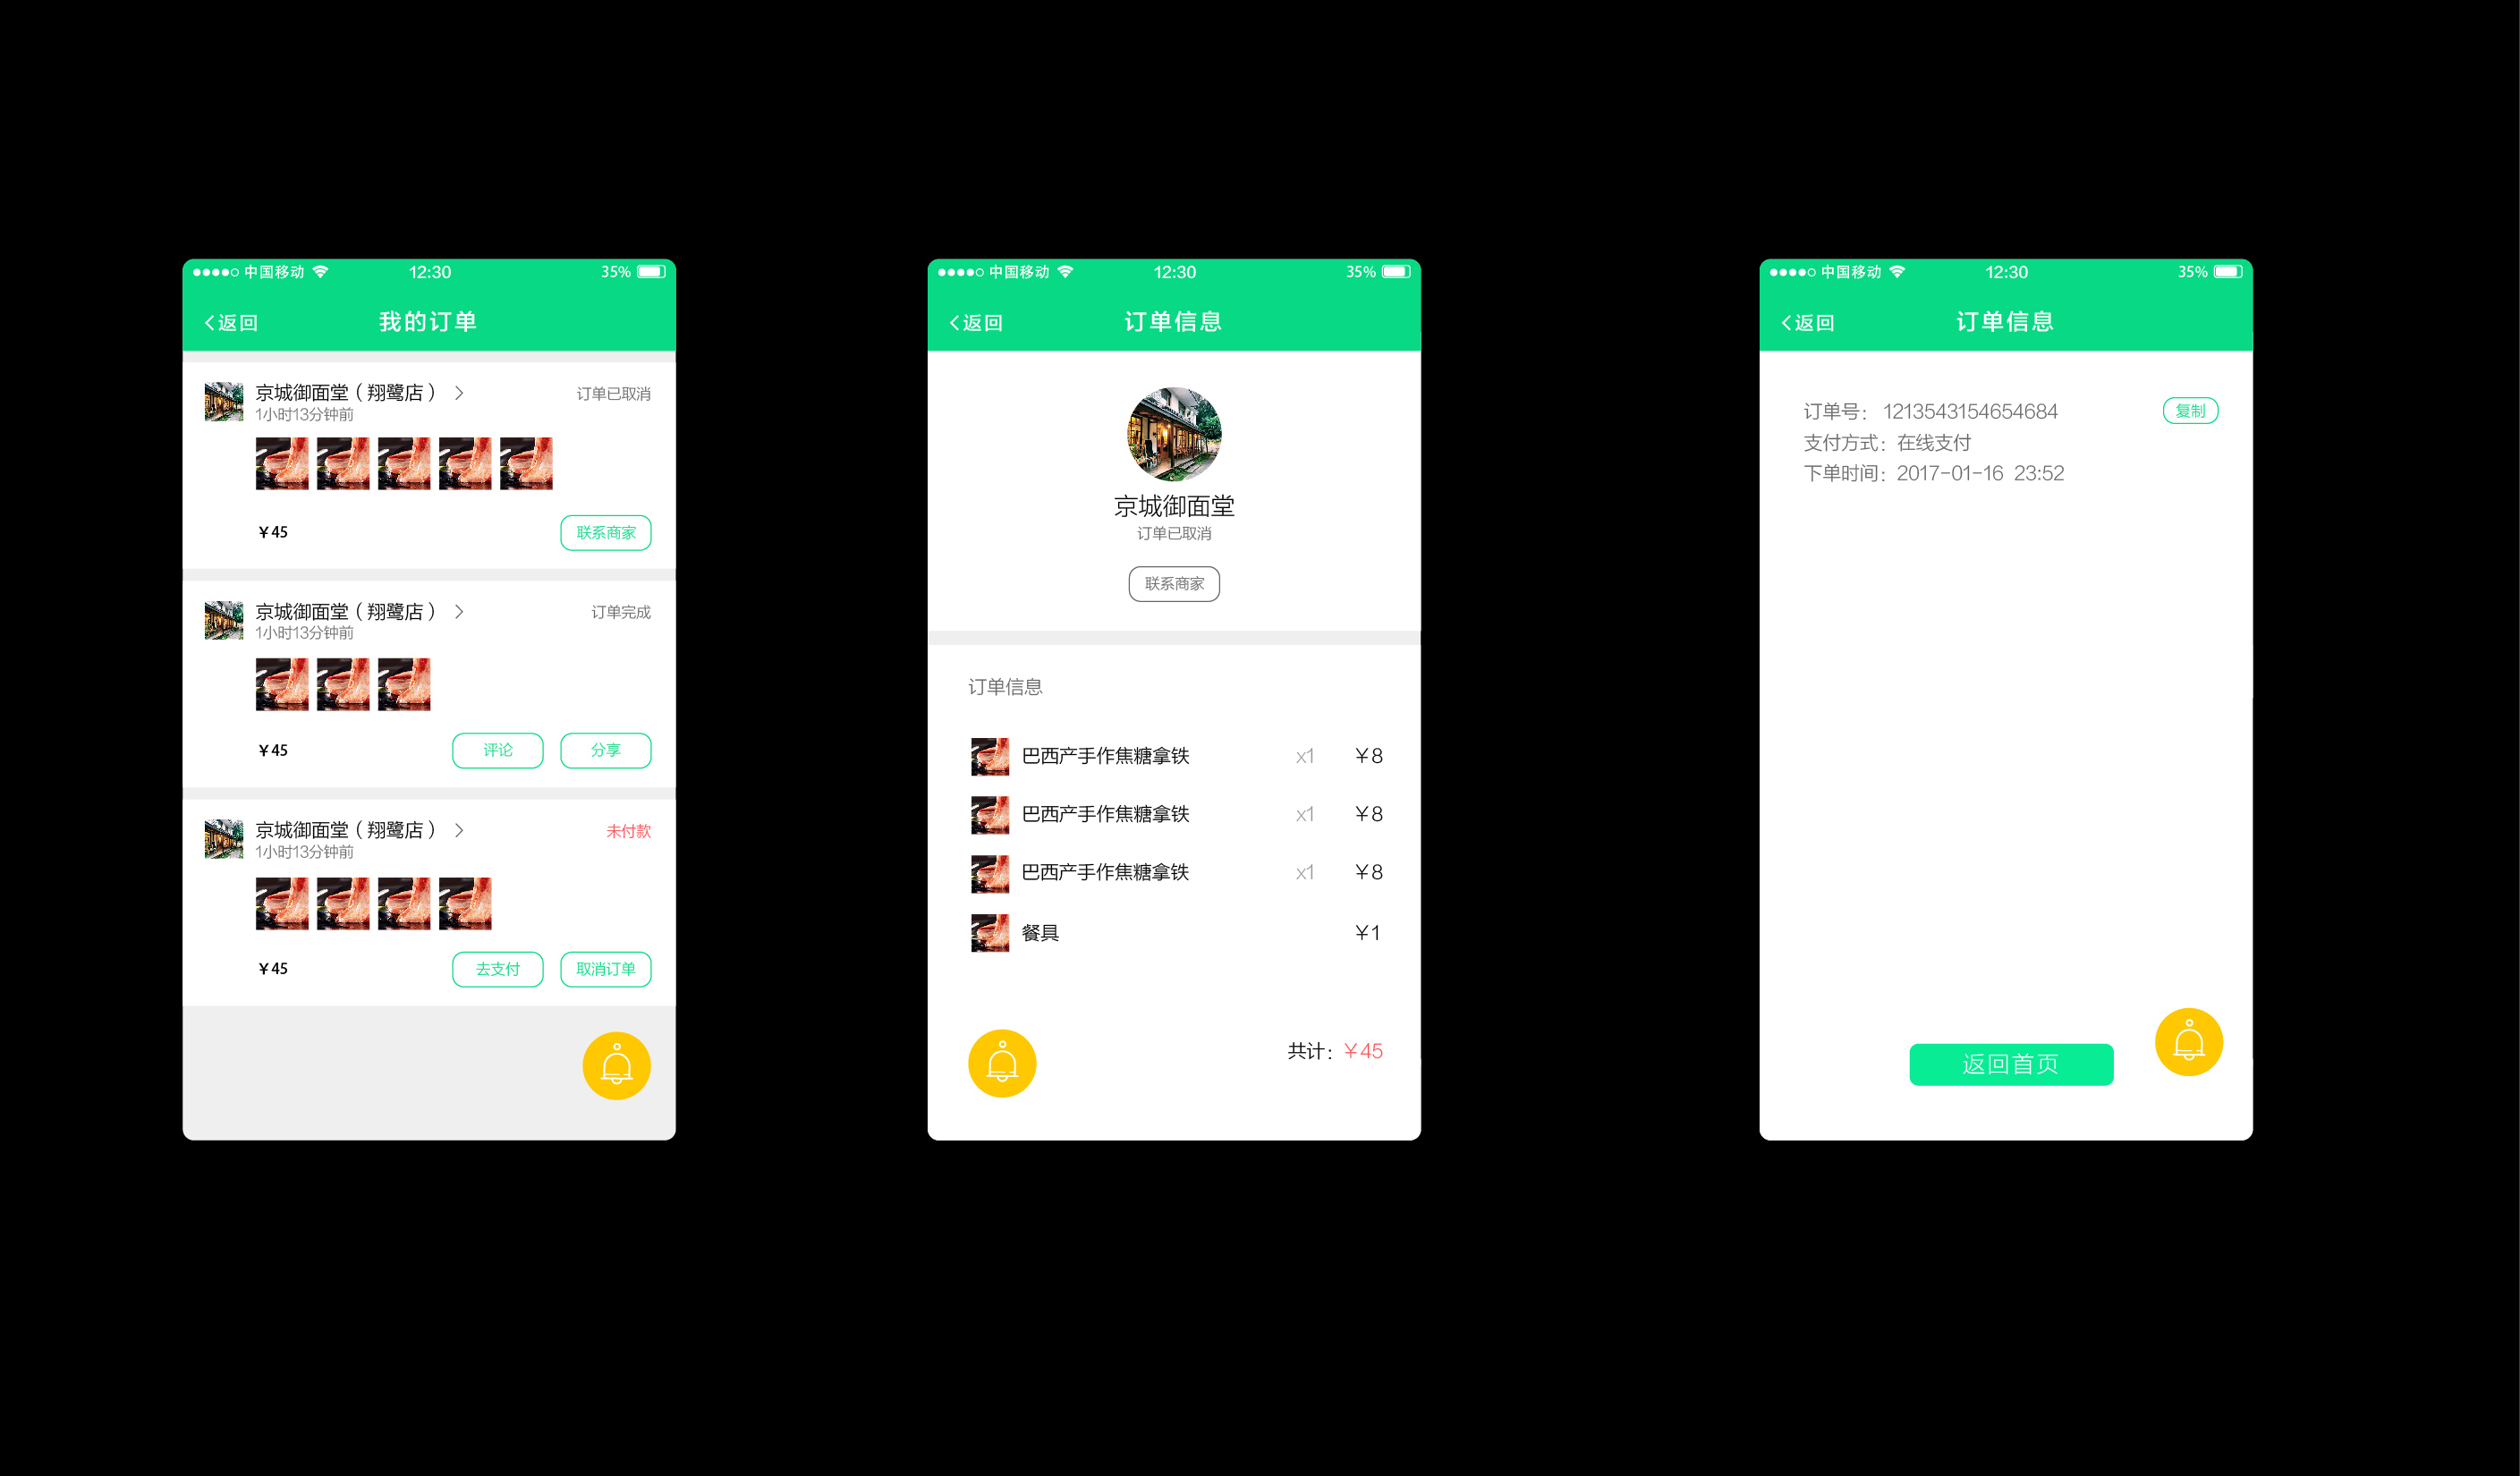 中国移动 12:30 35%
返回 我的订单
京城御面堂(翔鹭店) 订单已取消
1小时13分钟前
¥45 联系商家
京城御面堂(翔鹭店) 订单完成
1小时13分钟前
¥45 评论 分享
京城御面堂(翔鹭店) 未付款
1小时13分钟前
¥45 去支付 取消订单
中国移动 12:30 35%
返回 订单信息
京城御面堂
订单已取消
联系商家
订单信息
巴西产手作焦糖拿铁 x1 ¥8
巴西产手作焦糖拿铁 x1 ¥8
巴西产手作焦糖拿铁 x1 ¥8
餐具 ¥1
共计:¥45
中国移动 12:30 35%
返回 订单信息
订单号: 1213543154654684 复制
支付方式:在线支付
下单时间:2017-01-16 23:52
返回首页